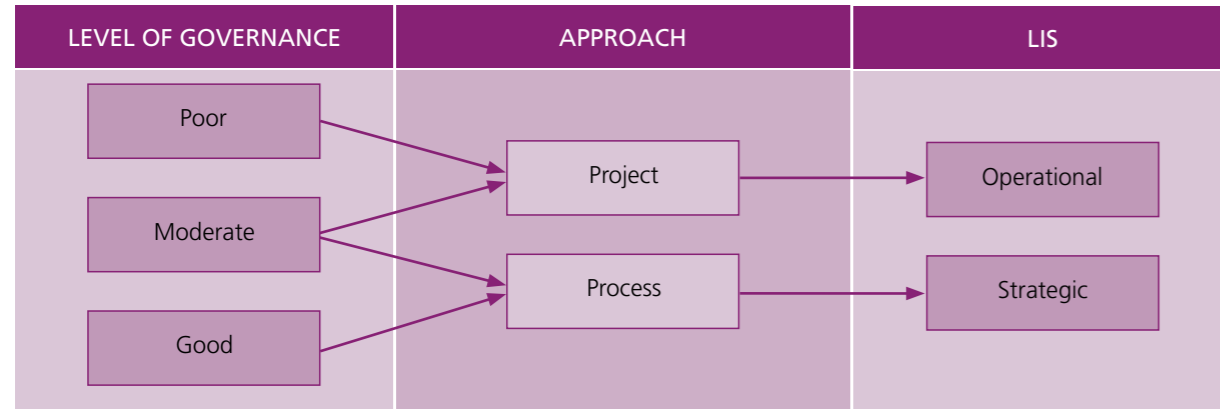 LEVEL OF GOVERNANCE
APPROACH
LIS
Poor
Moderate
Good
Project
Process
Operational
Strategic